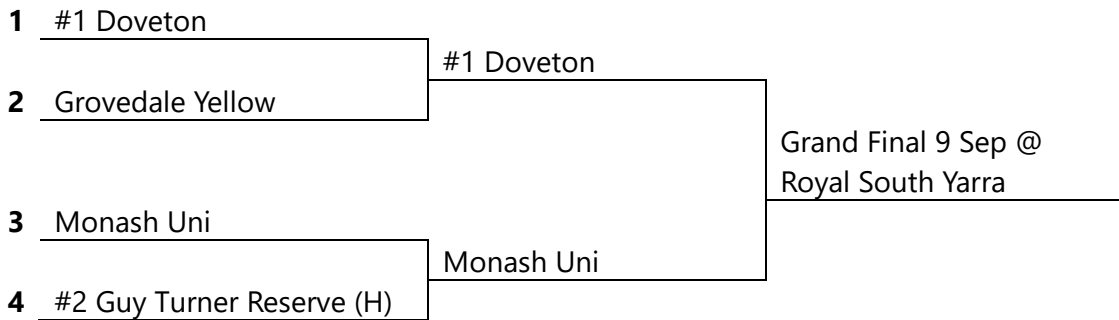 1 #1 Doveton
#1 Doveton
2 Grovedale Yellow
Grand Final 9 Sep @
Royal South Yarra
3 Monash Uni
Monash Uni
4 #2 Guy Turner Reserve (H)